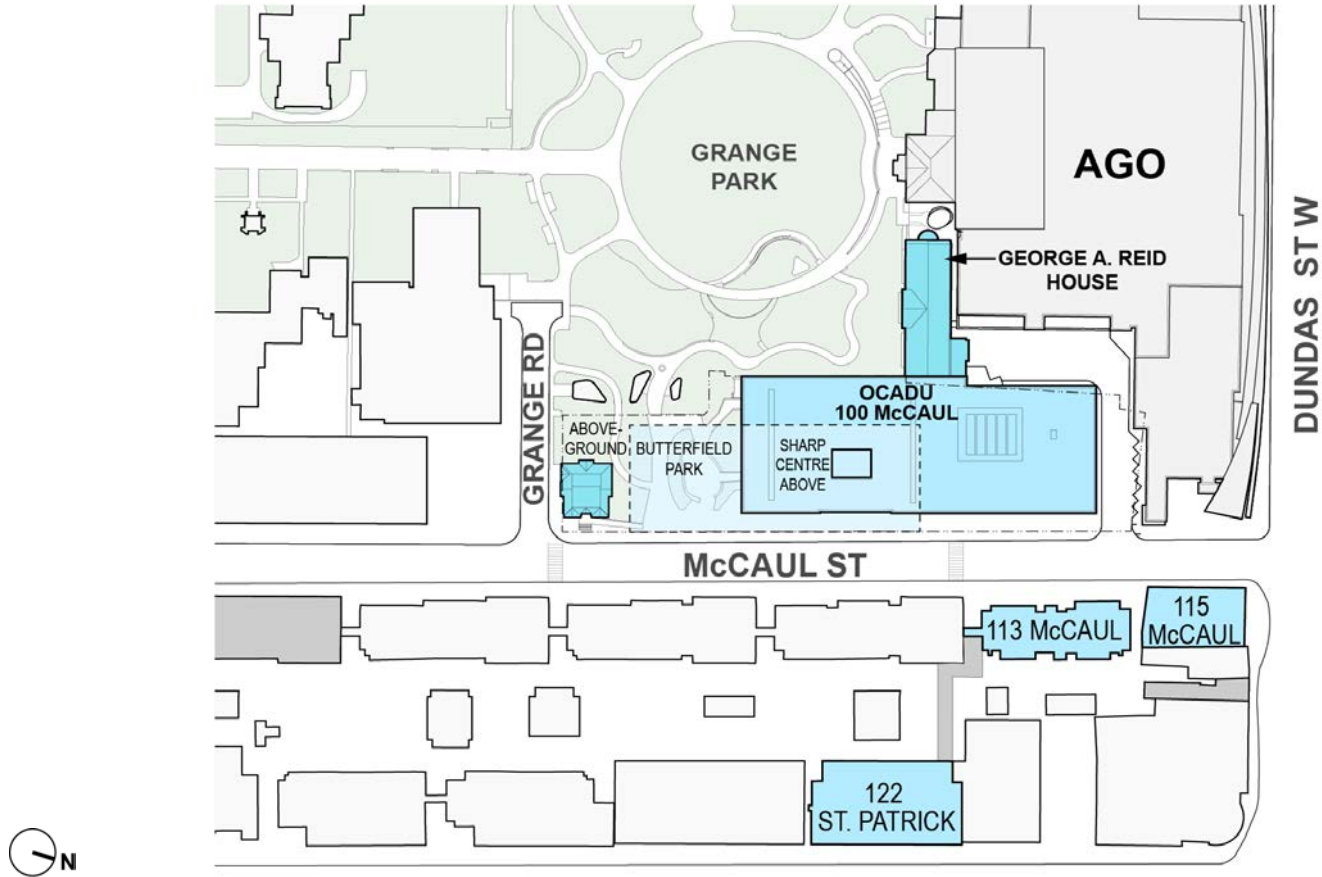 GRANGE
PARK
AGO
GEORGE A. REID
HOUSE
DUNDAS ST W
GRANGE RD
OCADU
100 McCAUL
ABOVE-
GROUND
BUTTERFIELD
PARK
SHARP
CENTRE
ABOVE
McCAUL ST
113 McCAUL
115
McCAUL
122
ST. PATRICK
N